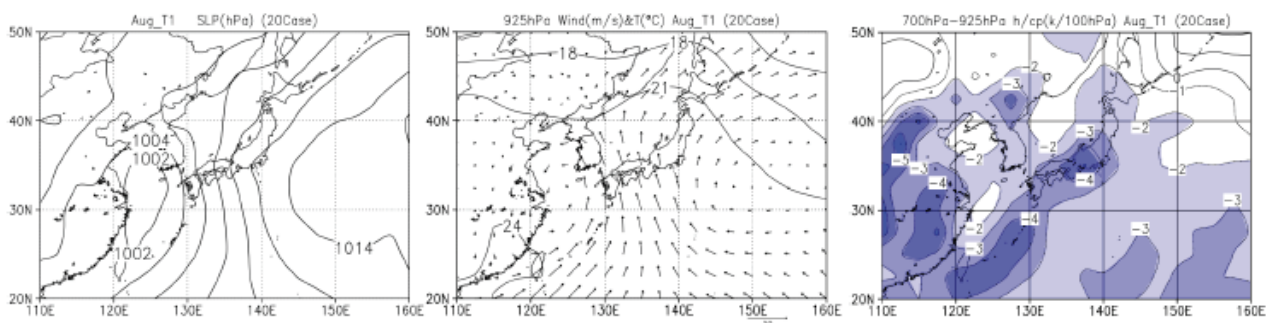 Aug_T1 SLP(hPa) (20Case)
50N
40N
30N
20N
1004
1002
1002
1014
110E 120E 130E 140E 150E 160E
925hPa Wind(m/s)&T(°C) Aug_T1 (20Case)
50N
40N
30N
20N
18
18
21
24
110E 120E 130E 140E 150E 160E
700hPa-925hPa h/cp(k/100hPa) Aug_T1 (20Case)
50N
40N
30N
20N
-2
-3
0
1
-3
-2
-2
-5
-3
-4
-4
-2
-3
-4
-2
-3
-3
110E 120E 130E 140E 150E 160E